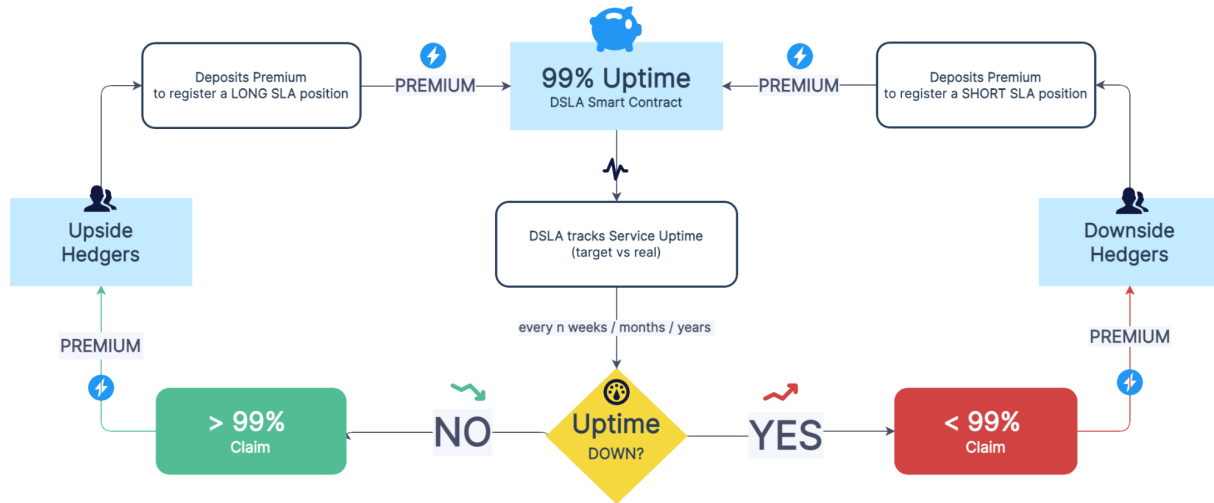 Deposits Premium
to register a LONG SLA position
PREMIUM
99% Uptime
DSLA Smart Contract
PREMIUM
Deposits Premium
to register a SHORT SLA position
Upside
Hedgers
DSLA tracks Service Uptime
(target vs real)
Downside
Hedgers
every n weeks / months / years
PREMIUM
PREMIUM
> 99%
Claim
NO
Uptime
DOWN?
YES
< 99%
Claim